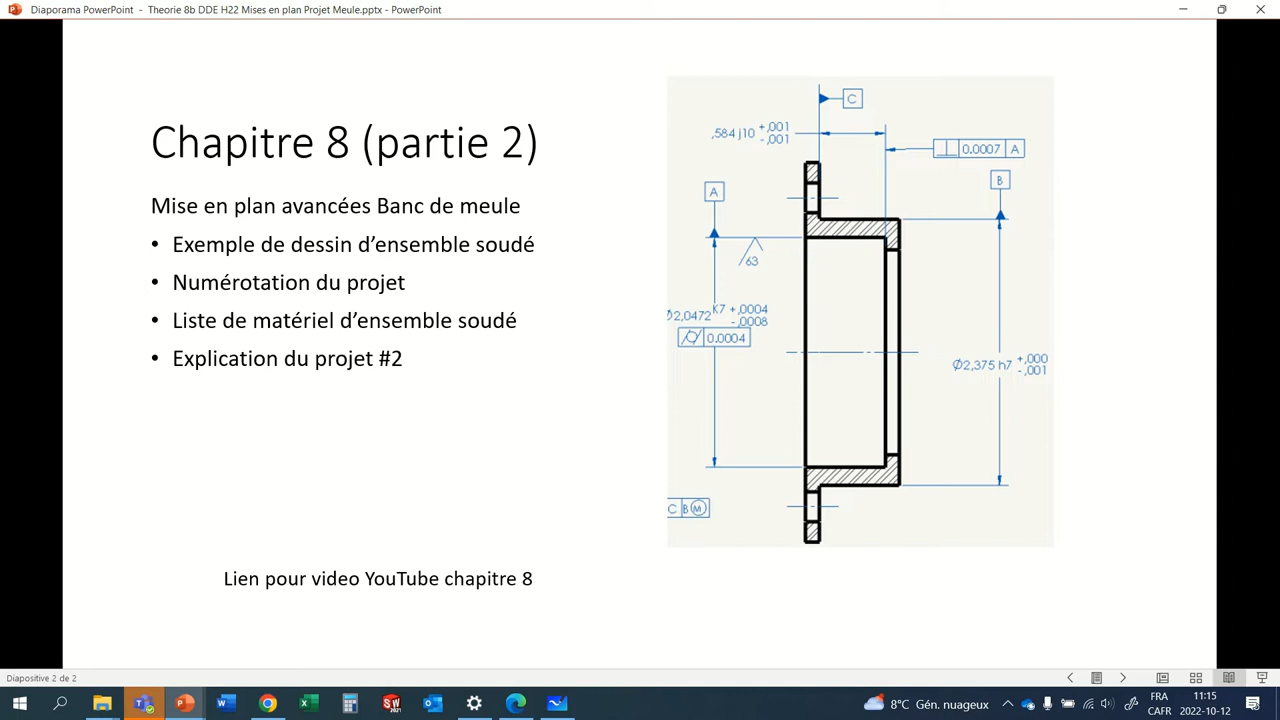 Diaporama PowerPoint - Theorie 8b DDE H22 Mises en plan Projet Meule.pptx - PowerPoint
Chapitre 8 (partie 2)
Mise en plan avancées Banc de meule
• Exemple de dessin d’ensemble soudé
• Numérotation du projet
• Liste de matériel d’ensemble soudé
• Explication du projet #2
Lien pour video YouTube chapitre 8
C
,584 j10 +,001
-,001
⊥ 0.0007 A
A
B
63
∅2,0472 K7 +,0004
-,0008
⌭ 0.0004
∅2,375 h7 +,000
-,001
C B Ⓜ
Diapositive 2 de 2
8°C Gén. nuageux
FRA
CAFR
11:15
2022-10-12